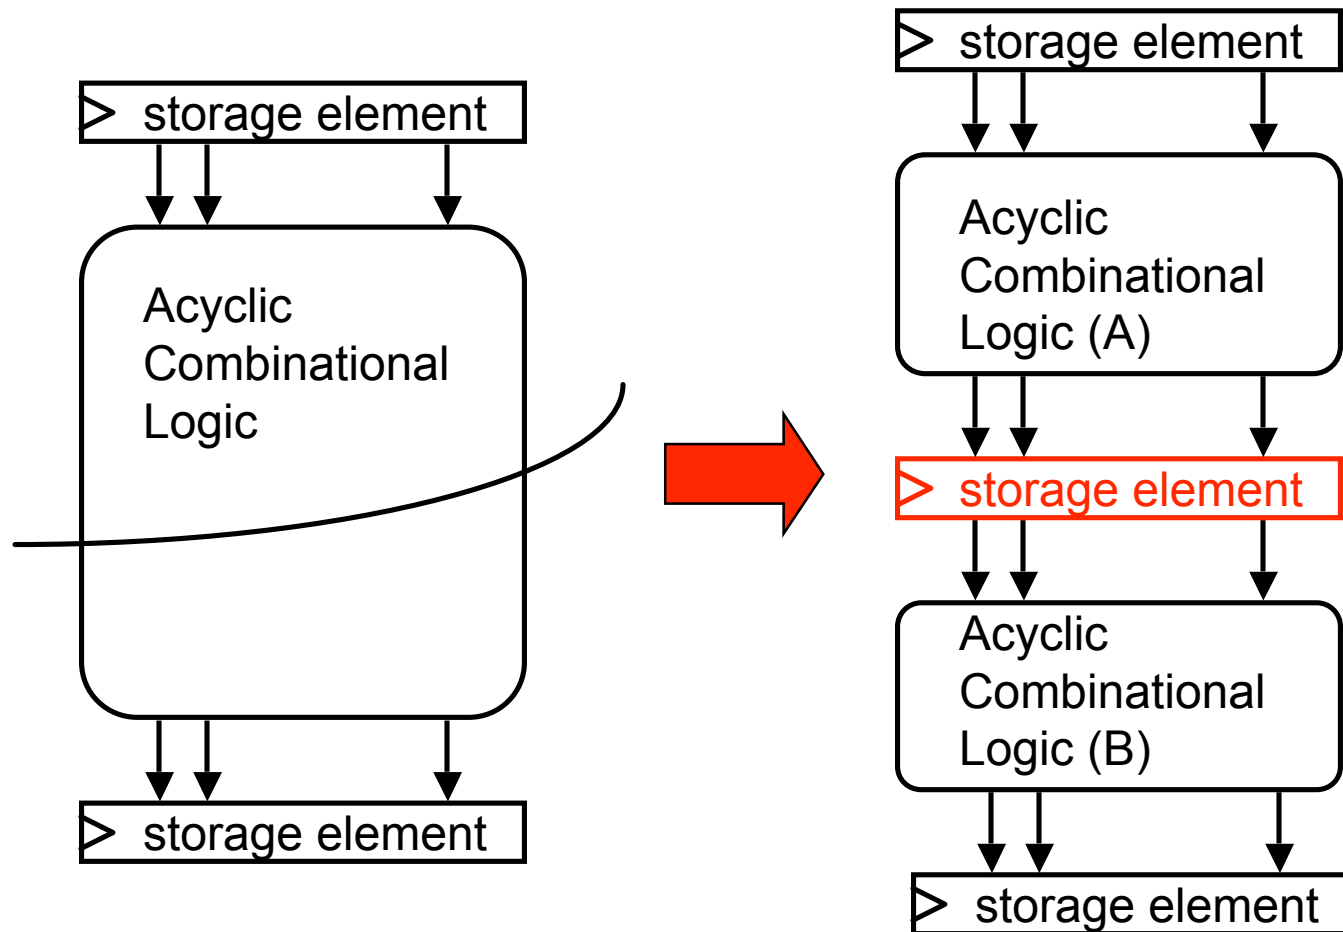 storage element
Acyclic
Combinational
Logic
storage element
storage element
Acyclic
Combinational
Logic (A)
storage element
Acyclic
Combinational
Logic (B)
storage element